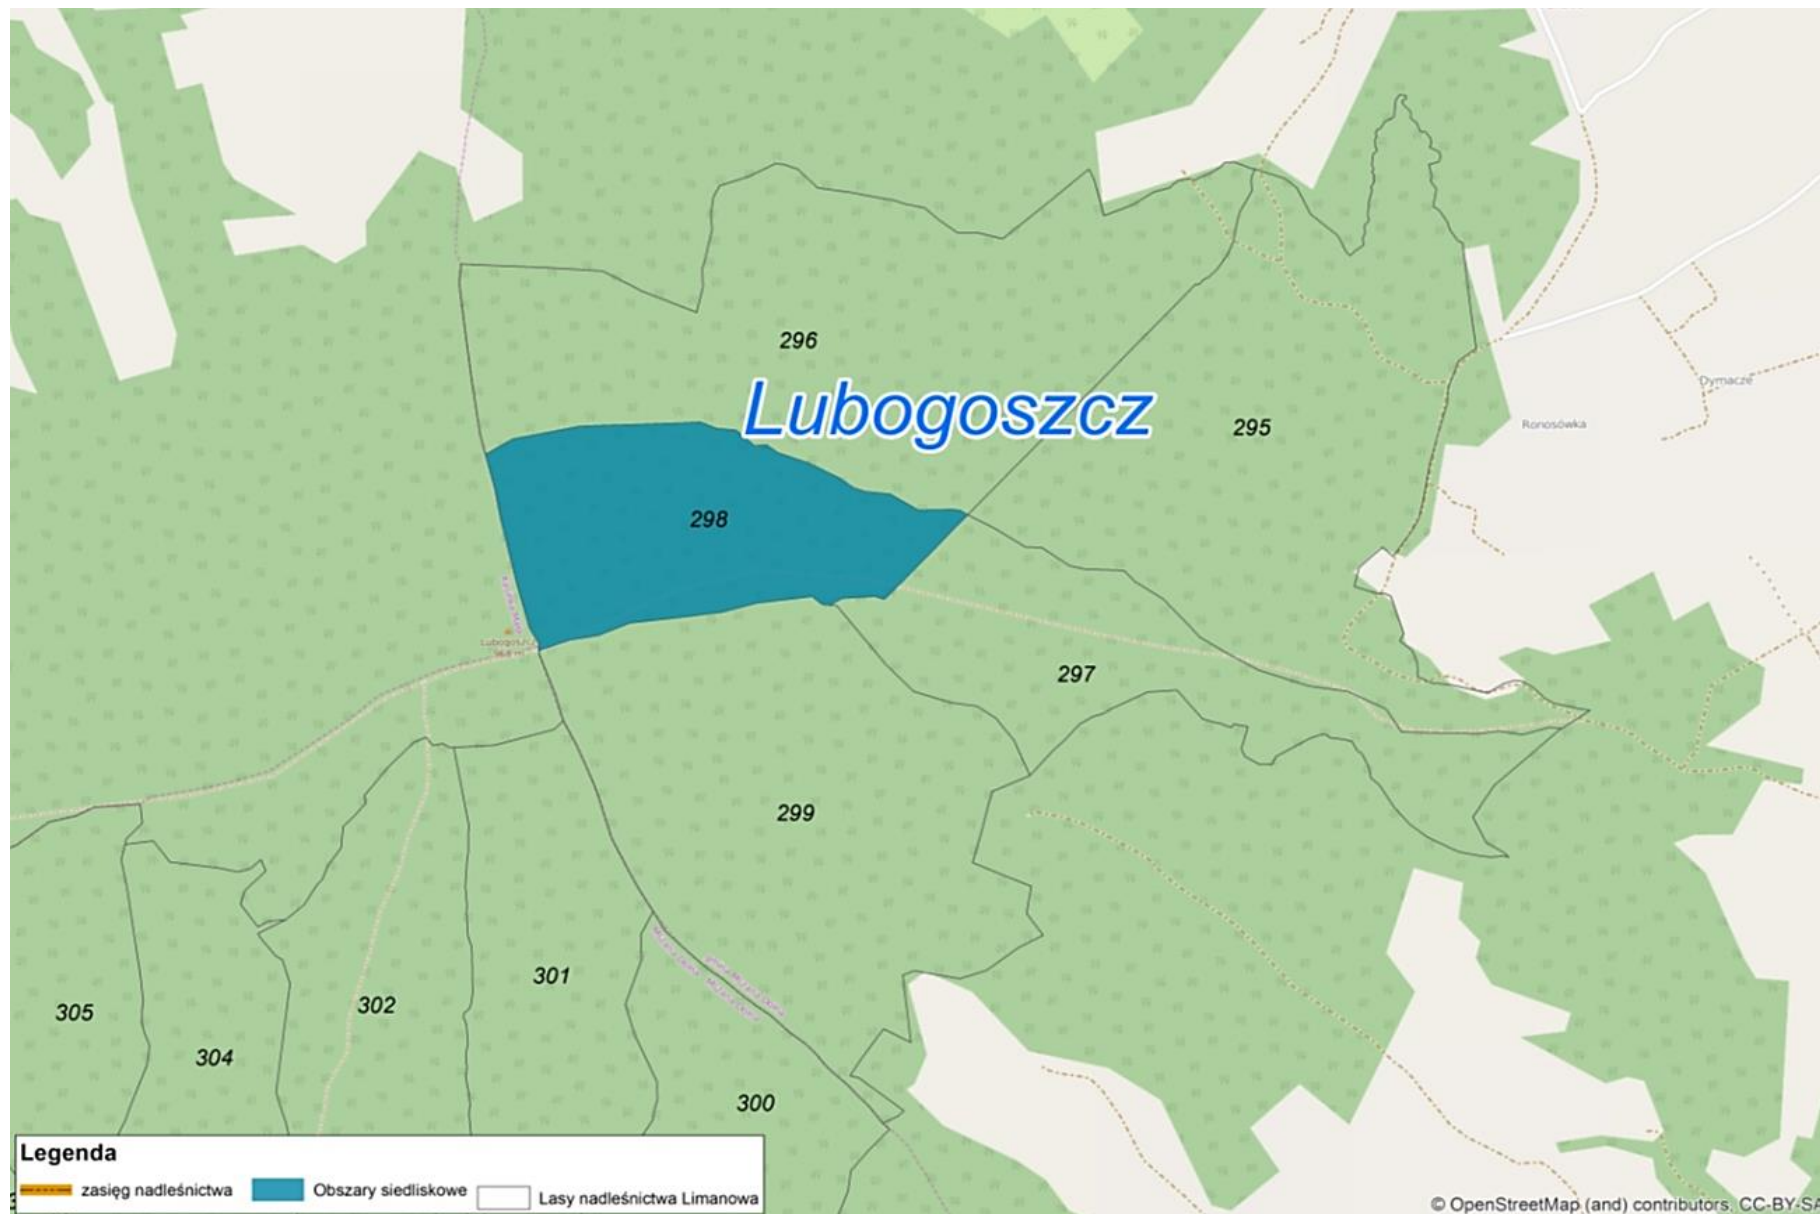 296
Lubogoszcz
295
Dymacze
Ronosówka
298
Lubogoszcz
297
299
301
302
305
304
300
Legenda
zasięg nadleśnictwa
Obszary siedliskowe
Lasy nadleśnictwa Limanowa
© OpenStreetMap (and) contributors, CC-BY-SA